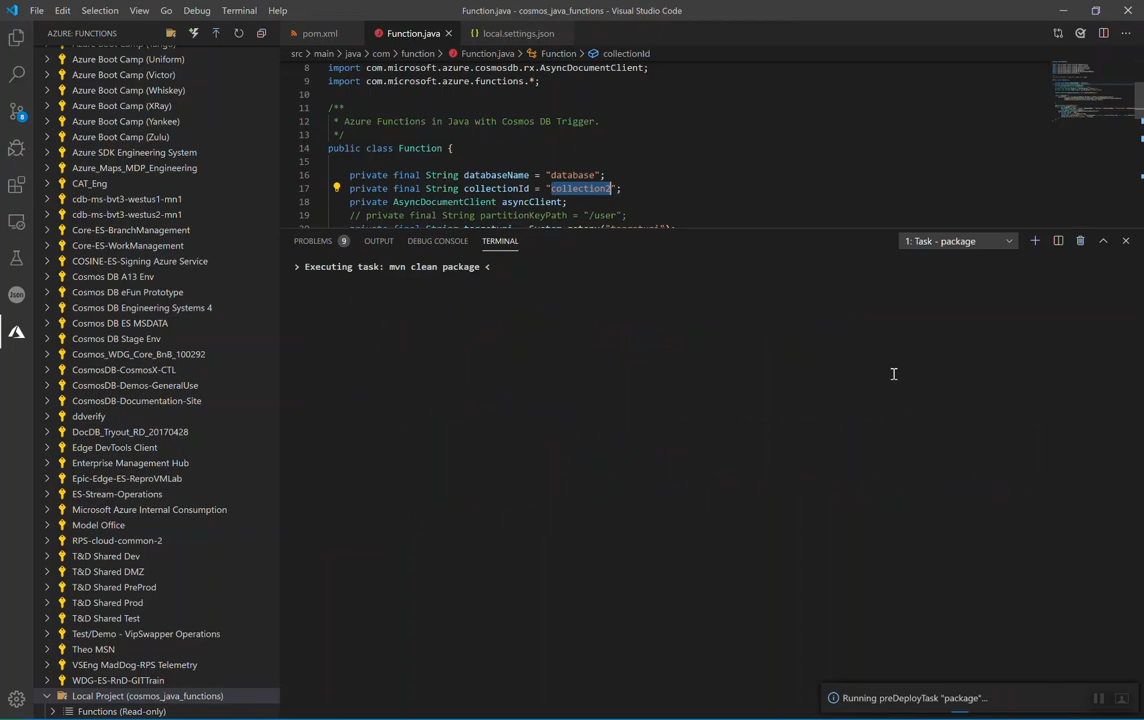 File Edit Selection View Go Debug Terminal Help
Function.java - cosmos_java_functions - Visual Studio Code
AZURE: FUNCTIONS
Azure Boot Camp (Uniform)
Azure Boot Camp (Victor)
Azure Boot Camp (Whiskey)
Azure Boot Camp (XRay)
Azure Boot Camp (Yankee)
Azure Boot Camp (Zulu)
Azure SDK Engineering System
Azure_Maps_MDP_Engineering
CAT_Eng
cdb-ms-bvt3-westus1-mn1
cdb-ms-bvt3-westus2-mn1
Core-ES-BranchManagement
Core-ES-WorkManagement
COSINE-ES-Signing Azure Service
Cosmos DB A13 Env
Cosmos DB eFun Prototype
Cosmos DB Engineering Systems 4
Cosmos DB ES MSDATA
Cosmos DB Stage Env
Cosmos_WDG_Core_BnB_100292
CosmosDB-CosmosX-CTL
CosmosDB-Demos-GeneralUse
CosmosDB-Documentation-Site
ddverify
DocDB_Tryout_RD_20170428
Edge DevTools Client
Enterprise Management Hub
Epic-Edge-ES-ReproVMLab
ES-Stream-Operations
Microsoft Azure Internal Consumption
Model Office
RPS-cloud-common-2
T&D Shared Dev
T&D Shared DMZ
T&D Shared PreProd
T&D Shared Prod
T&D Shared Test
Test/Demo - VipSwapper Operations
Theo MSN
VSEng MadDog-RPS Telemetry
WDG-ES-RnD-GITTrain
Local Project (cosmos_java_functions)
Functions (Read-only)
8
Json
pom.xml Function.java local.settings.json
src > main > java > com > function > Function.java > Function > collectionId
8 import com.microsoft.azure.cosmosdb.rx.AsyncDocumentClient;
9 import com.microsoft.azure.functions.*;
10
11 /**
12 * Azure Functions in Java with Cosmos DB Trigger.
13 */
14 public class Function {
15
16 private final String databaseName = "database";
17 private final String collectionId = "collection2";
18 private AsyncDocumentClient asyncClient;
19 // private final String partitionKeyPath = "/user";
PROBLEMS 9 OUTPUT DEBUG CONSOLE TERMINAL
1: Task - package
> Executing task: mvn clean package <
Running preDeployTask "package"...